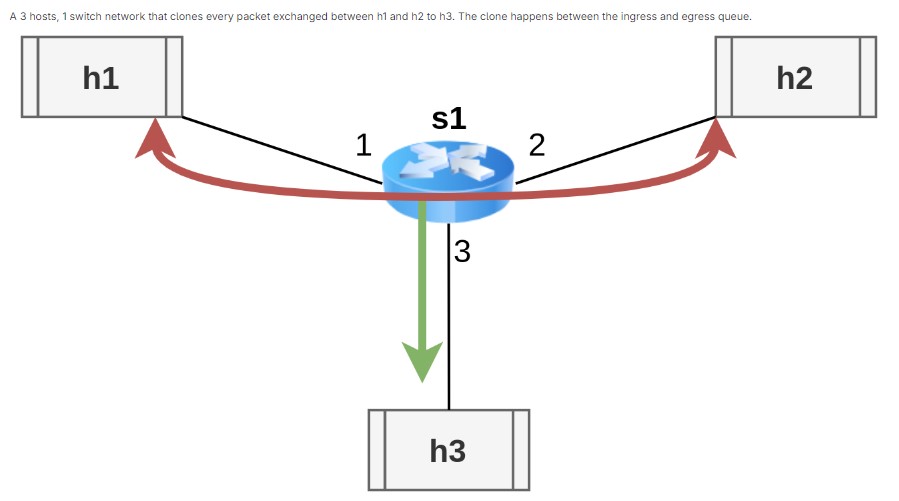 A 3 hosts, 1 switch network that clones every packet exchanged between h1 and h2 to h3. The clone happens between the ingress and egress queue.
h1
h2
s1
1
2
3
h3